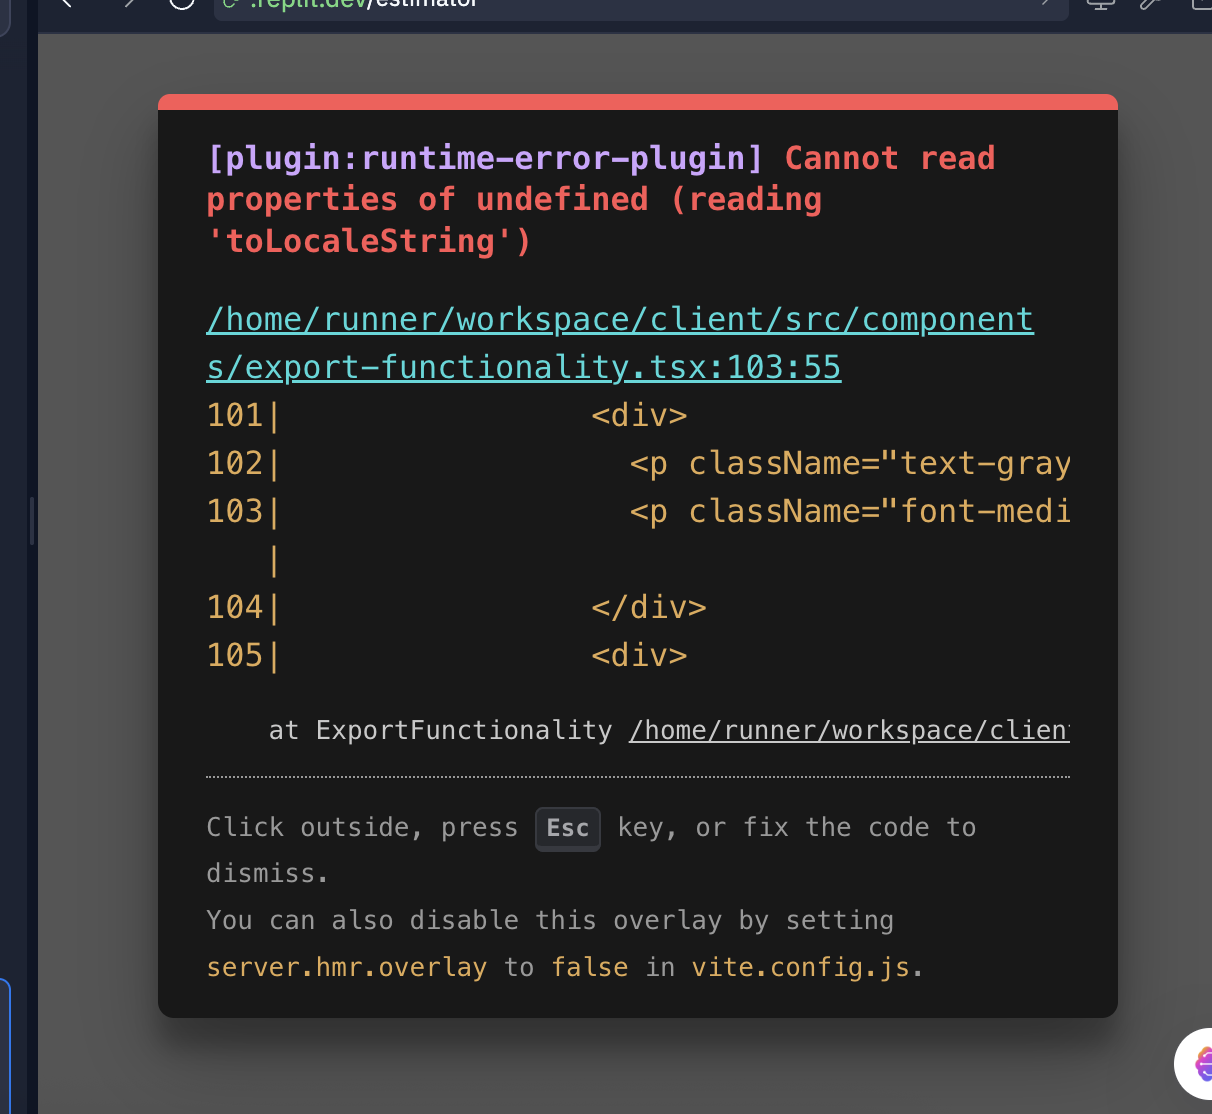 .replit.dev/estimator
[plugin:runtime-error-plugin] Cannot read
properties of undefined (reading
'toLocaleString')
/home/runner/workspace/client/src/component
s/export-functionality.tsx:103:55
101|                <div>
102|                  <p className="text-gray
103|                  <p className="font-medi
   |
104|                </div>
105|                <div>
at ExportFunctionality /home/runner/workspace/client
Click outside, press Esc key, or fix the code to
dismiss.
You can also disable this overlay by setting
server.hmr.overlay to false in vite.config.js.